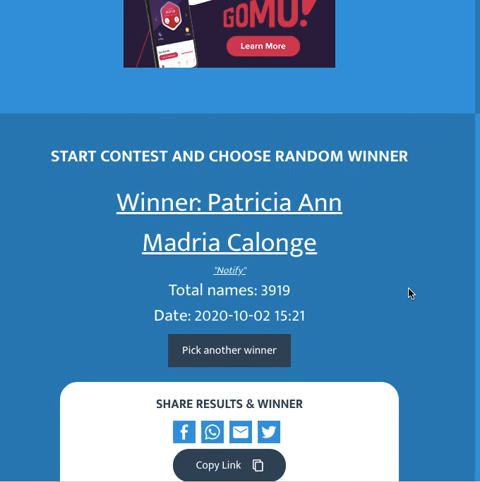 GOMO!
Learn More
START CONTEST AND CHOOSE RANDOM WINNER
Winner: Patricia Ann
Madria Calonge
"Notify"
Total names: 3919
Date: 2020-10-02 15:21
Pick another winner
SHARE RESULTS & WINNER
Copy Link